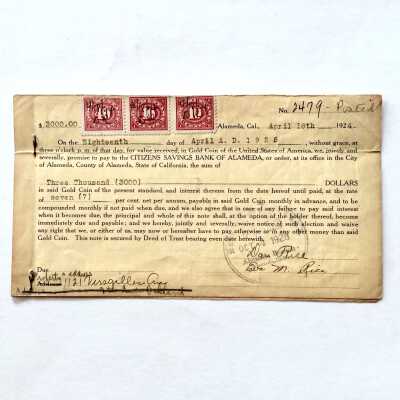 No. 2479 - Posted
$ 3000.00 Alameda, Cal., April 18th 1924.
On the Eighteenth day of April A. D. 1925 without grace, at
three o'clock p. m. of that day, for value received, in Gold Coin of the United States of America, we, jointly and
severally, promise to pay to the CITIZENS SAVINGS BANK OF ALAMEDA, or order, at its office in the City
of Alameda, County of Alameda, State of California, the sum of
Three Thousand (3000) DOLLARS
in said Gold Coin of the present standard, and interest thereon from the date hereof until paid, at the rate
of seven (7) per cent net per annum, payable in said Gold Coin monthly in advance, and to be
compounded monthly if not paid when due, and we also agree that in case of any failure to pay said interest
when it becomes due, the principal and whole of this note shall, at the option of the holder thereof, become
immediately due and payable; and we hereby, jointly and severally, waive notice of such election and waive
any right that we, or either of us, may now or hereafter have to pay otherwise or in any other money than said
Gold Coin. This note is secured by Deed of Trust bearing even date herewith.
Dan Rice
M. Rice
Due
address
1121 Versailles Ave